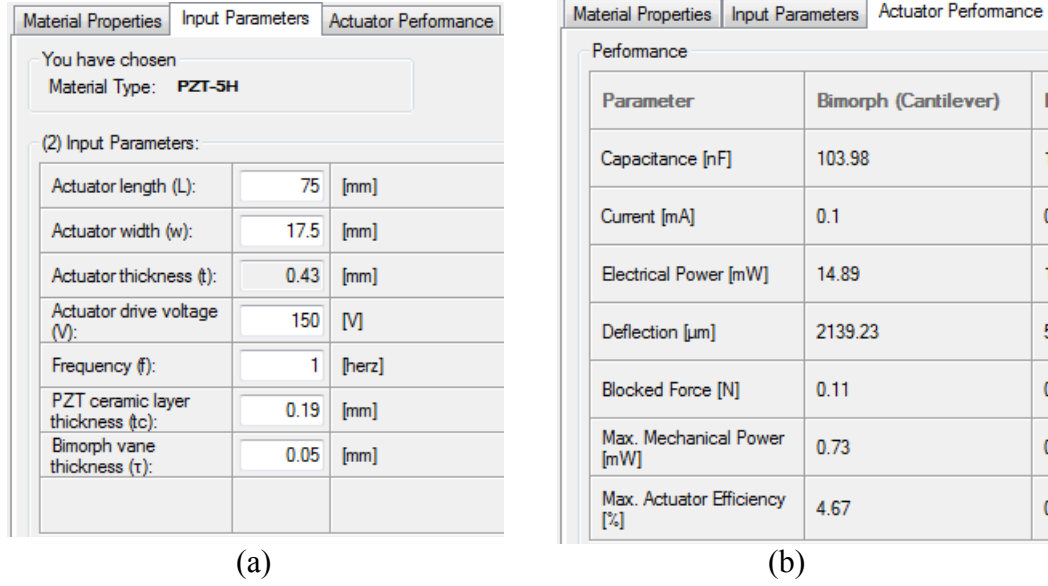 Material Properties Input Parameters Actuator Performance
You have chosen
Material Type: PZT-5H
(2) Input Parameters:
Actuator length (L): 75 [mm]
Actuator width (w): 17.5 [mm]
Actuator thickness (t): 0.43 [mm]
Actuator drive voltage
(V): 150 [V]
Frequency (f): 1 [herz]
PZT ceramic layer
thickness (tc): 0.19 [mm]
Bimorph vane
thickness (τ): 0.05 [mm]
(a)
Material Properties Input Parameters Actuator Performance
Performance
Parameter Bimorph (Cantilever)
Capacitance [nF] 103.98
Current [mA] 0.1
Electrical Power [mW] 14.89
Deflection [μm] 2139.23
Blocked Force [N] 0.11
Max. Mechanical Power
[mW] 0.73
Max. Actuator Efficiency
[%] 4.67
(b)